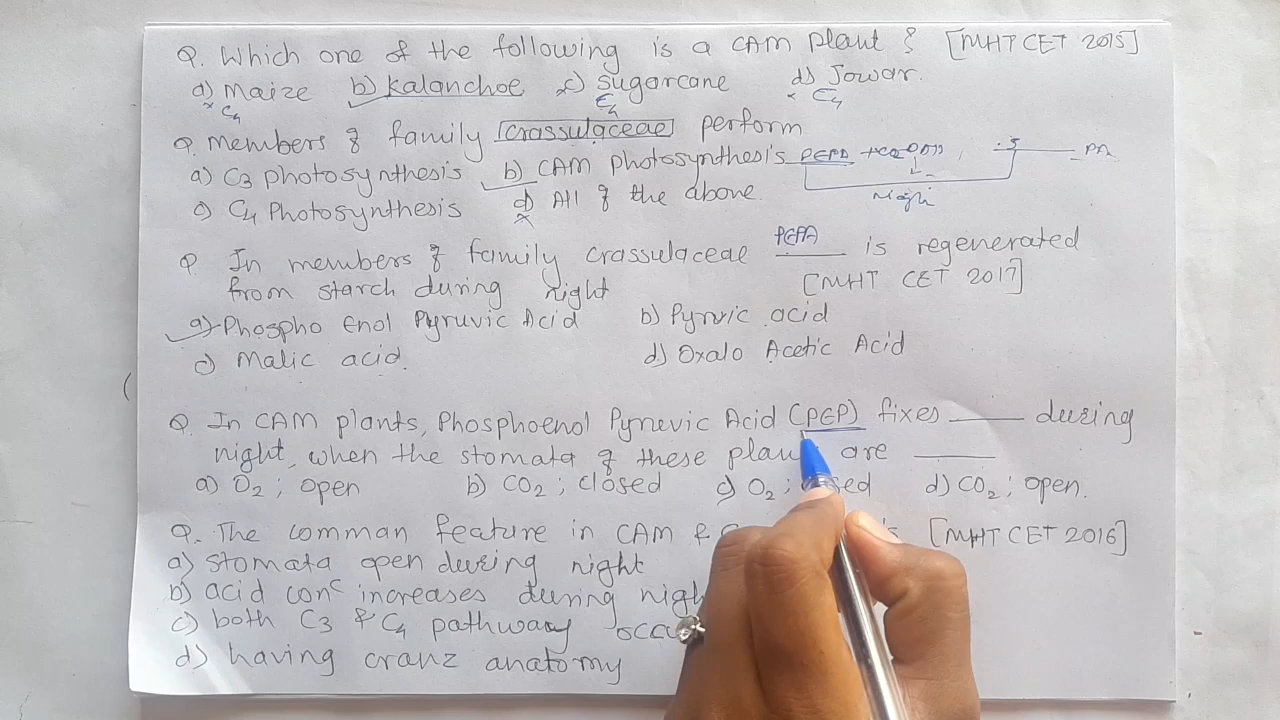 Q. Which one of the following is a CAM plant? [MHT CET 2015]
a) Maize b) Kalanchoe c) Sugarcane d) Jowar.
C4 C4 C4
Q. Members of family Crassulaceae perform
a) C3 photosynthesis b) CAM photosynthesis PEPA
c) C4 Photosynthesis d) All of the above. night
PEPA
Q In members of family crassulaceae ____ is regenerated
from starch during night [MHT CET 2017]
a) Phospho Enol Pyruvic Acid b) Pyruvic acid
c) Malic acid. d) Oxalo Acetic Acid
Q. In CAM plants, Phosphoenol Pyruvic Acid (PEP) fixes ____ during
night, when the stomata of these are ____
a) O2 ; open b) CO2 ; closed c) O2 ; d) CO2 ; open.
Q. The comman feature in CAM & [MHT CET 2016]
a) stomata open during night
b) acid conc increases during
c) both C3 & C4 pathway
d) having cranz anatomy